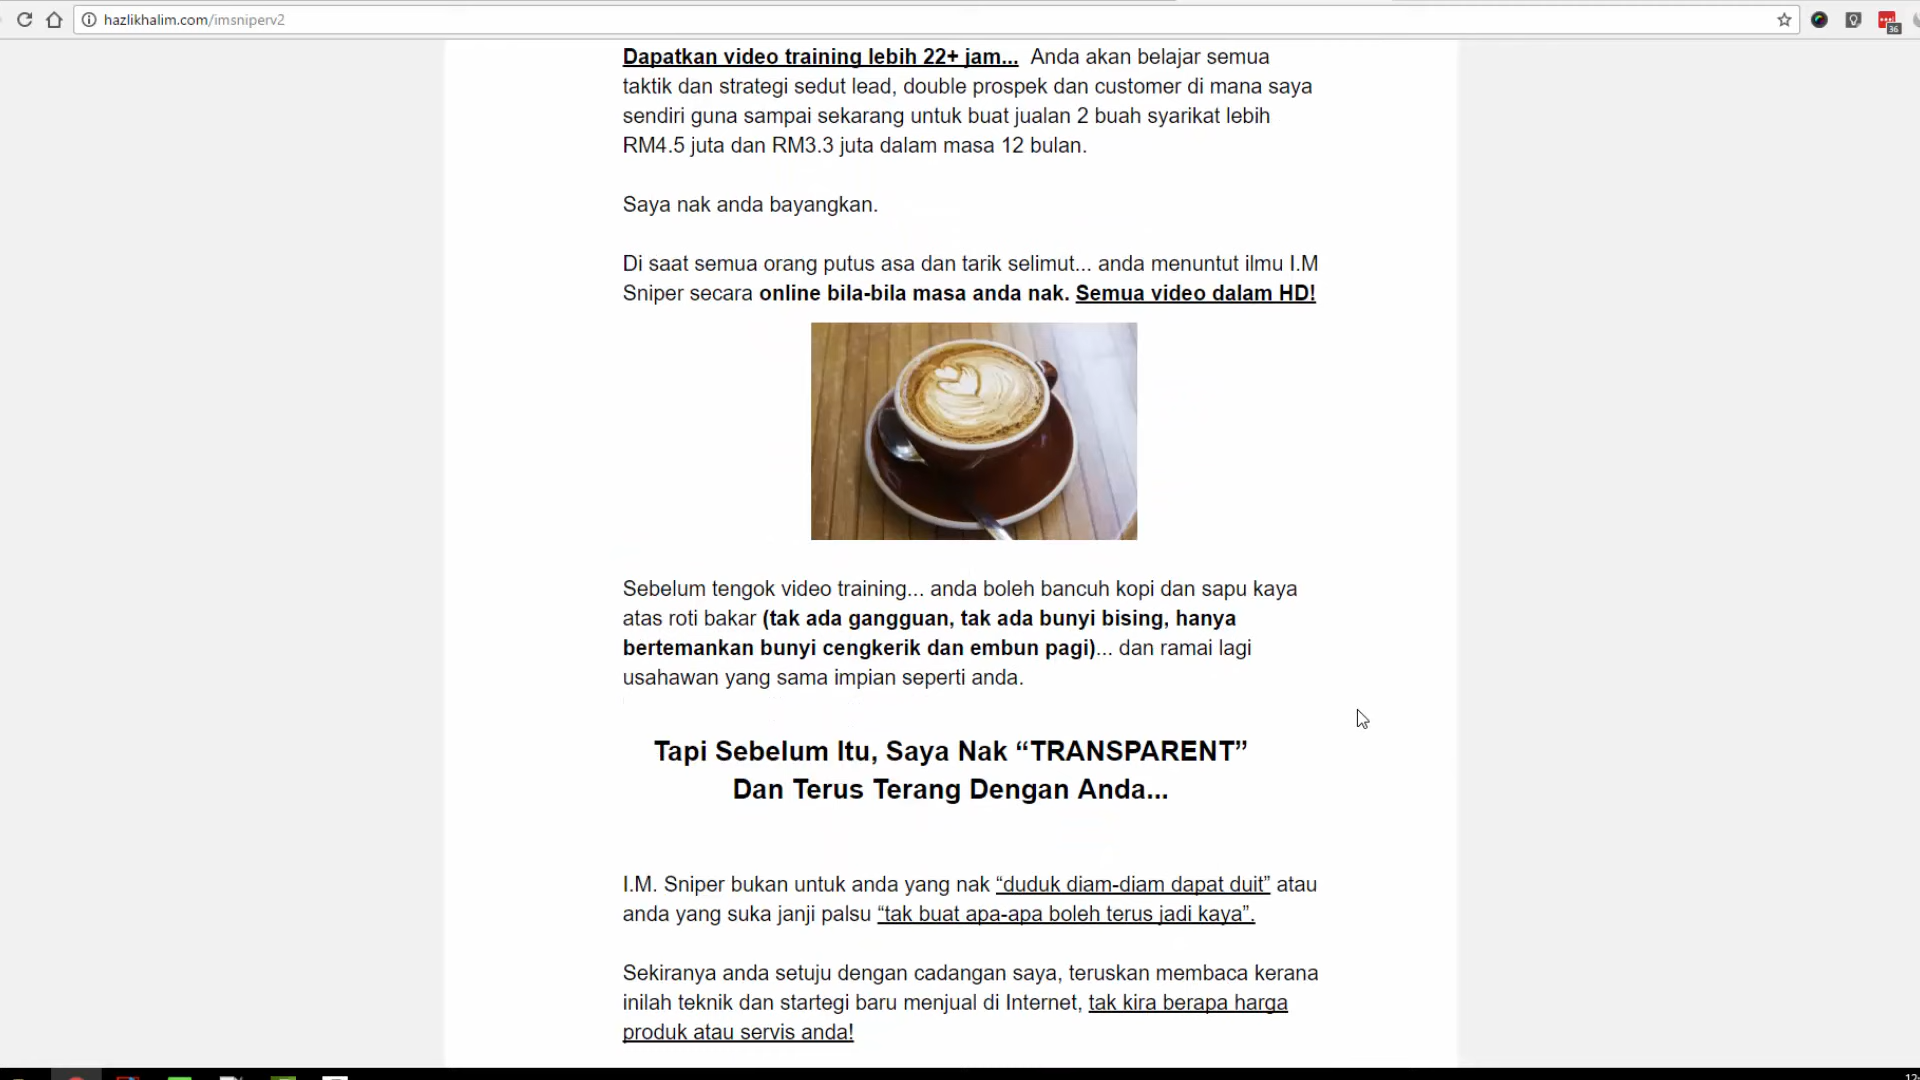 hazlikhalim.com/imsniperv2
36
Dapatkan video training lebih 22+ jam... Anda akan belajar semua
taktik dan strategi sedut lead, double prospek dan customer di mana saya
sendiri guna sampai sekarang untuk buat jualan 2 buah syarikat lebih
RM4.5 juta dan RM3.3 juta dalam masa 12 bulan.
Saya nak anda bayangkan.
Di saat semua orang putus asa dan tarik selimut... anda menuntut ilmu I.M
Sniper secara online bila-bila masa anda nak. Semua video dalam HD!
Sebelum tengok video training... anda boleh bancuh kopi dan sapu kaya
atas roti bakar (tak ada gangguan, tak ada bunyi bising, hanya
bertemankan bunyi cengkerik dan embun pagi)... dan ramai lagi
usahawan yang sama impian seperti anda.
Tapi Sebelum Itu, Saya Nak “TRANSPARENT”
Dan Terus Terang Dengan Anda...
I.M. Sniper bukan untuk anda yang nak “duduk diam-diam dapat duit” atau
anda yang suka janji palsu “tak buat apa-apa boleh terus jadi kaya”.
Sekiranya anda setuju dengan cadangan saya, teruskan membaca kerana
inilah teknik dan startegi baru menjual di Internet, tak kira berapa harga
produk atau servis anda!